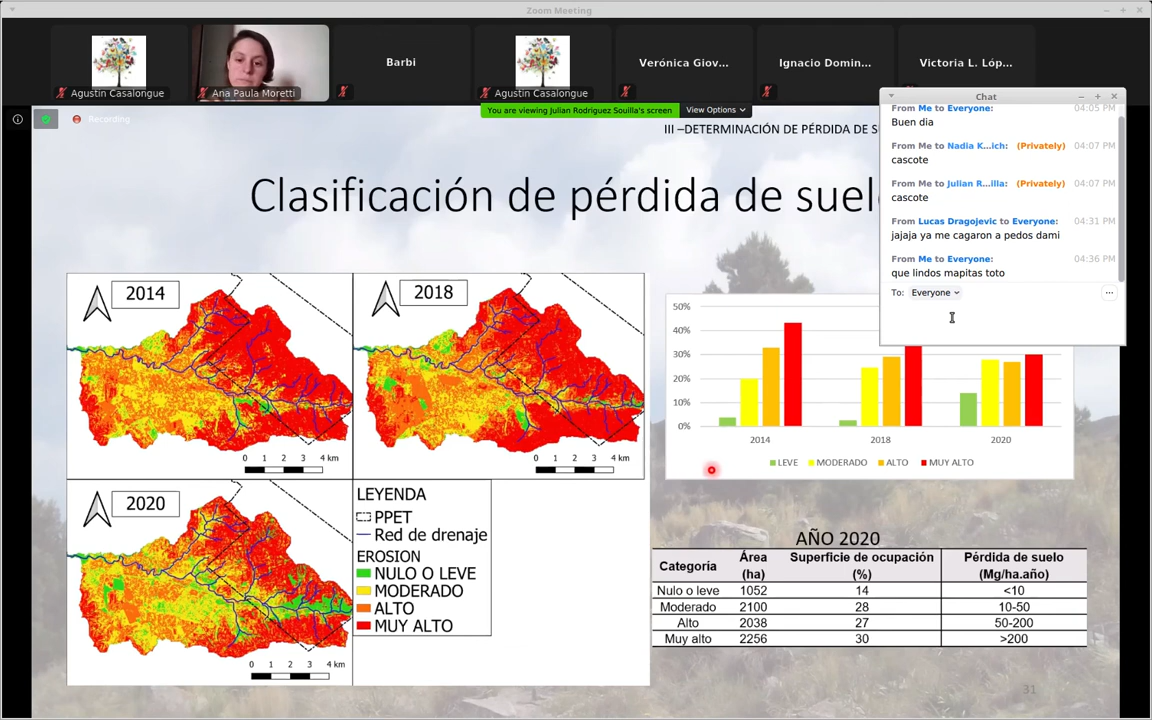 Zoom Meeting
Agustin Casalongue
Ana Paula Moretti
Barbi
Agustin Casalongue
Verónica Giov...
Ignacio Domin...
Victoria L. Lóp...
You are viewing Julian Rodriguez Souilla's screen
View Options
Recording
III –DETERMINACIÓN DE PÉRDIDA DE S
Clasificación de pérdida de suel
Chat
From Me to Everyone: 04:05 PM
Buen dia
From Me to Nadia K...ich: (Privately) 04:07 PM
cascote
From Me to Julian R...illa: (Privately) 04:07 PM
cascote
From Lucas Dragojevic to Everyone: 04:31 PM
jajaja ya me cagaron a pedos dami
From Me to Everyone: 04:36 PM
que lindos mapitas toto
To: Everyone
...
2014
0 1 2 3 4 km
2018
0 1 2 3 4 km
2020
0 1 2 3 4 km
LEYENDA
PPET
Red de drenaje
EROSION
NULO O LEVE
MODERADO
ALTO
MUY ALTO
50%
40%
30%
20%
10%
0%
2014 2018 2020
LEVE MODERADO ALTO MUY ALTO
AÑO 2020
Categoría Área (ha) Superficie de ocupación (%) Pérdida de suelo (Mg/ha.año)
Nulo o leve 1052 14 <10
Moderado 2100 28 10-50
Alto 2038 27 50-200
Muy alto 2256 30 >200
31